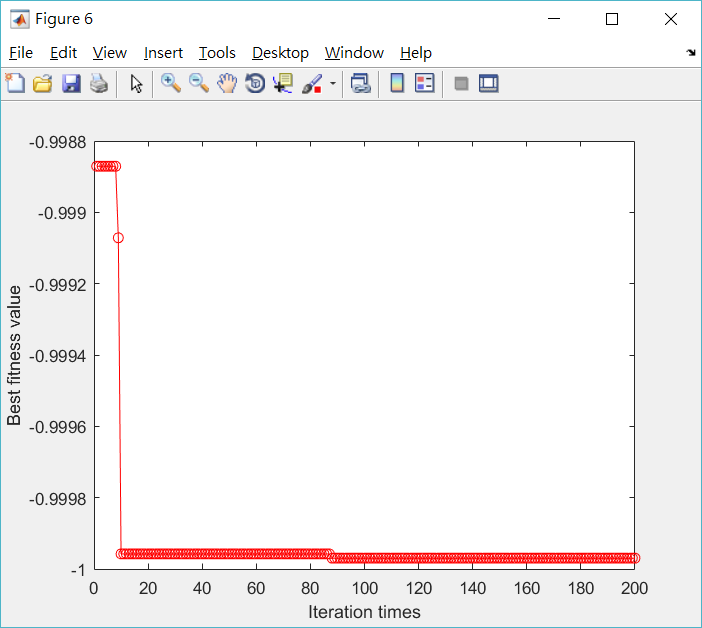 Figure 6
File Edit View Insert Tools Desktop Window Help
-0.9988
-0.999
-0.9992
-0.9994
-0.9996
-0.9998
-1
Best fitness value
0 20 40 60 80 100 120 140 160 180 200
Iteration times